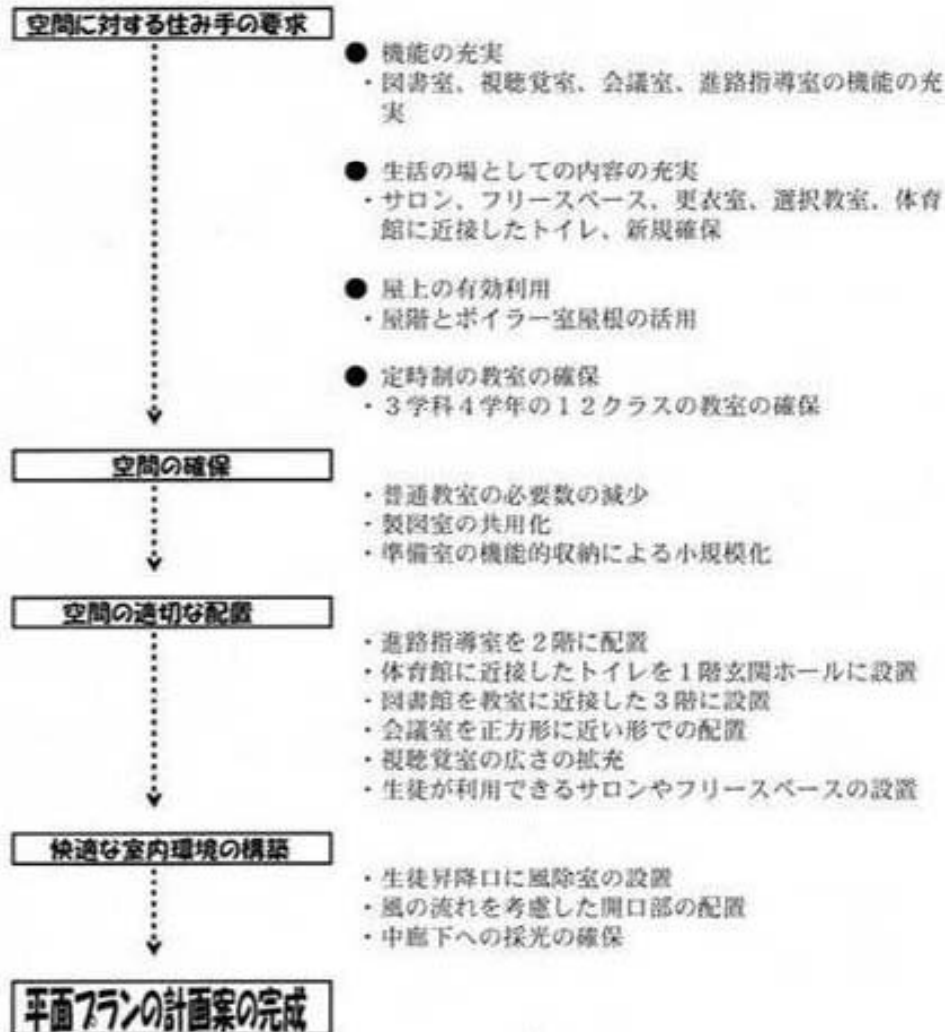 空間に対する住み手の要求
● 機能の充実
・図書室、視聴覚室、会議室、進路指導室の機能の充
実
● 生活の場としての内容の充実
・サロン、フリースペース、更衣室、選択教室、体育
館に近接したトイレ、新規確保
● 屋上の有効利用
・屋階とボイラー室屋根の活用
● 定時制の教室の確保
・３学科４学年の１２クラスの教室の確保
空間の確保
・普通教室の必要数の減少
・製図室の共用化
・準備室の機能的収納による小規模化
空間の適切な配置
・進路指導室を２階に配置
・体育館に近接したトイレを１階玄関ホールに設置
・図書館を教室に近接した３階に設置
・会議室を正方形に近い形での配置
・視聴覚室の広さの拡充
・生徒が利用できるサロンやフリースペースの設置
快適な室内環境の構築
・生徒昇降口に風除室の設置
・風の流れを考慮した開口部の配置
・中廊下への採光の確保
平面プランの計画案の完成